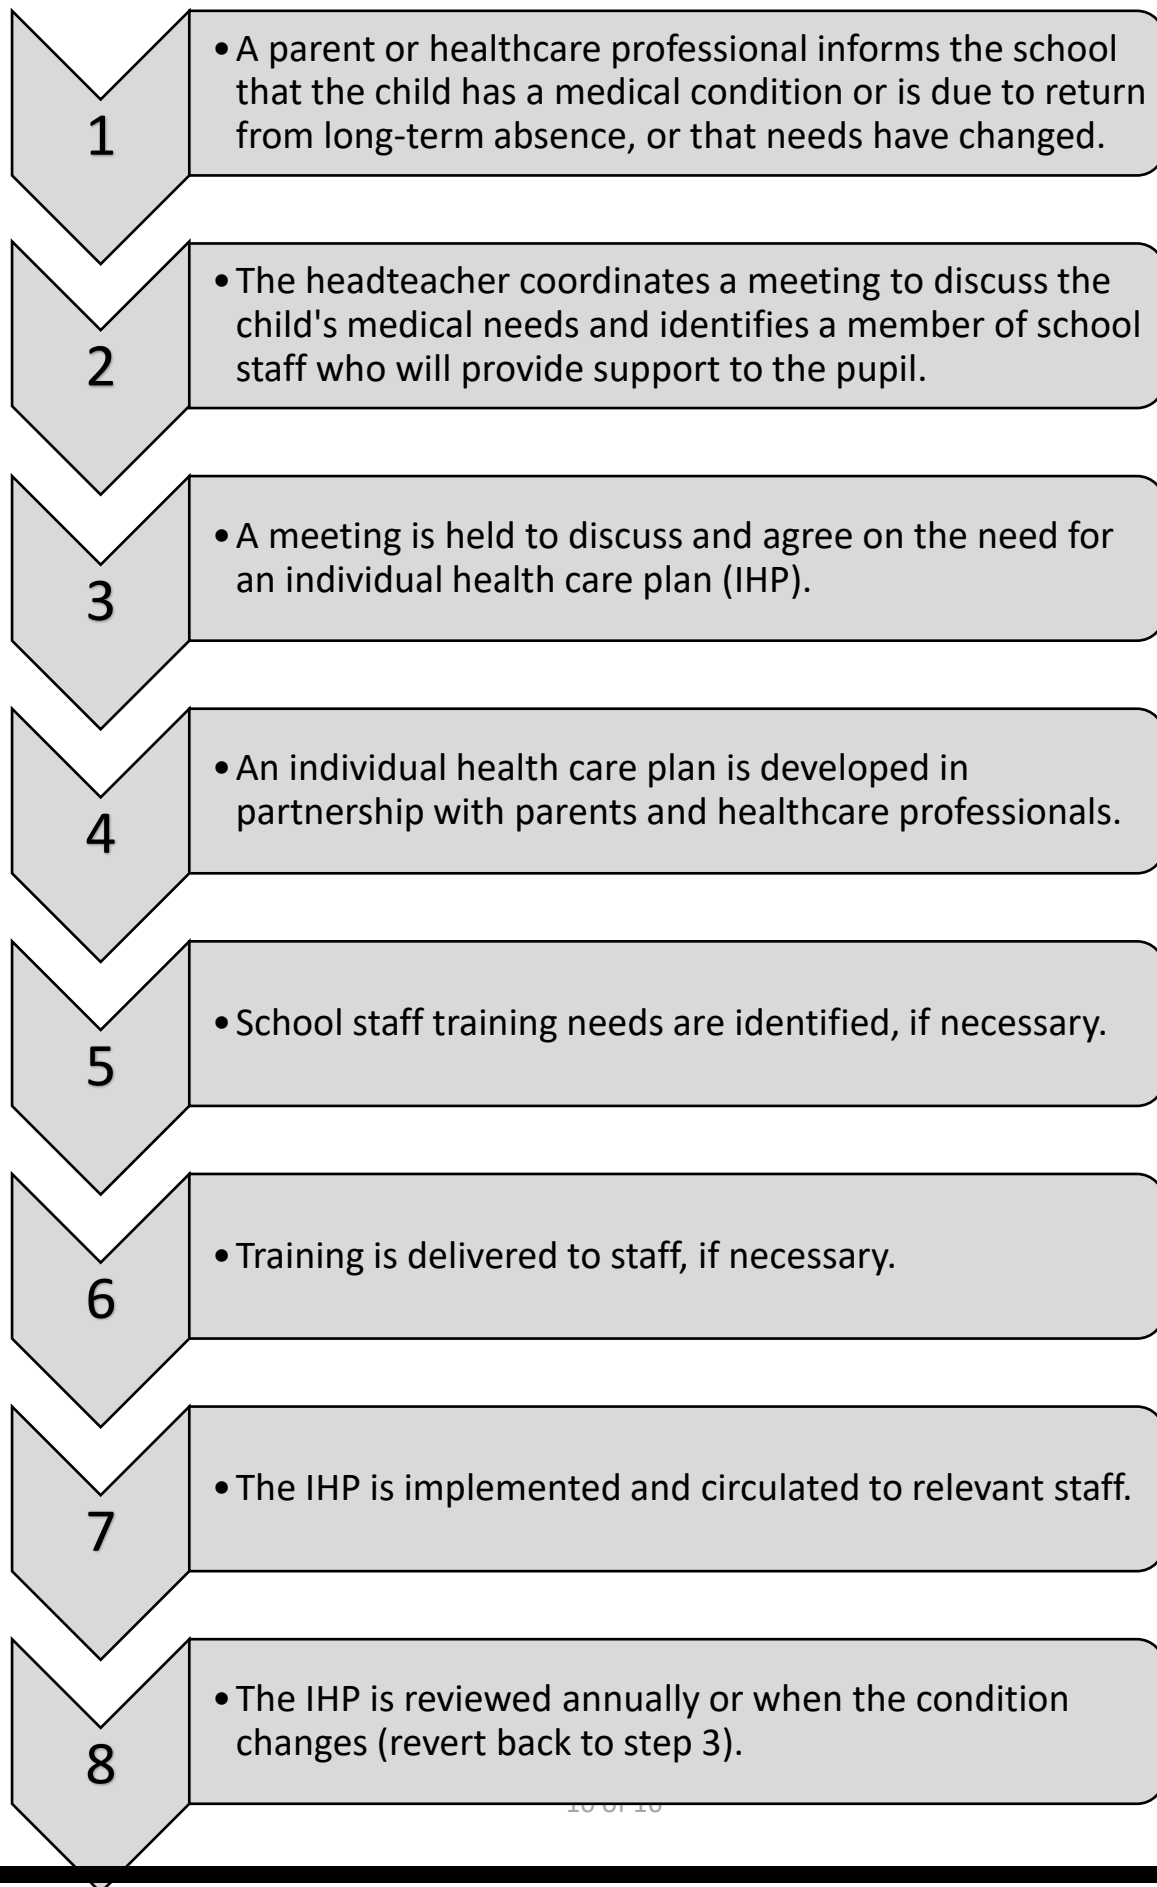 1
• A parent or healthcare professional informs the school
that the child has a medical condition or is due to return
from long-term absence, or that needs have changed.
2
• The headteacher coordinates a meeting to discuss the
child's medical needs and identifies a member of school
staff who will provide support to the pupil.
3
• A meeting is held to discuss and agree on the need for
an individual health care plan (IHP).
4
• An individual health care plan is developed in
partnership with parents and healthcare professionals.
5
• School staff training needs are identified, if necessary.
6
• Training is delivered to staff, if necessary.
7
• The IHP is implemented and circulated to relevant staff.
8
• The IHP is reviewed annually or when the condition
changes (revert back to step 3).
16 of 16